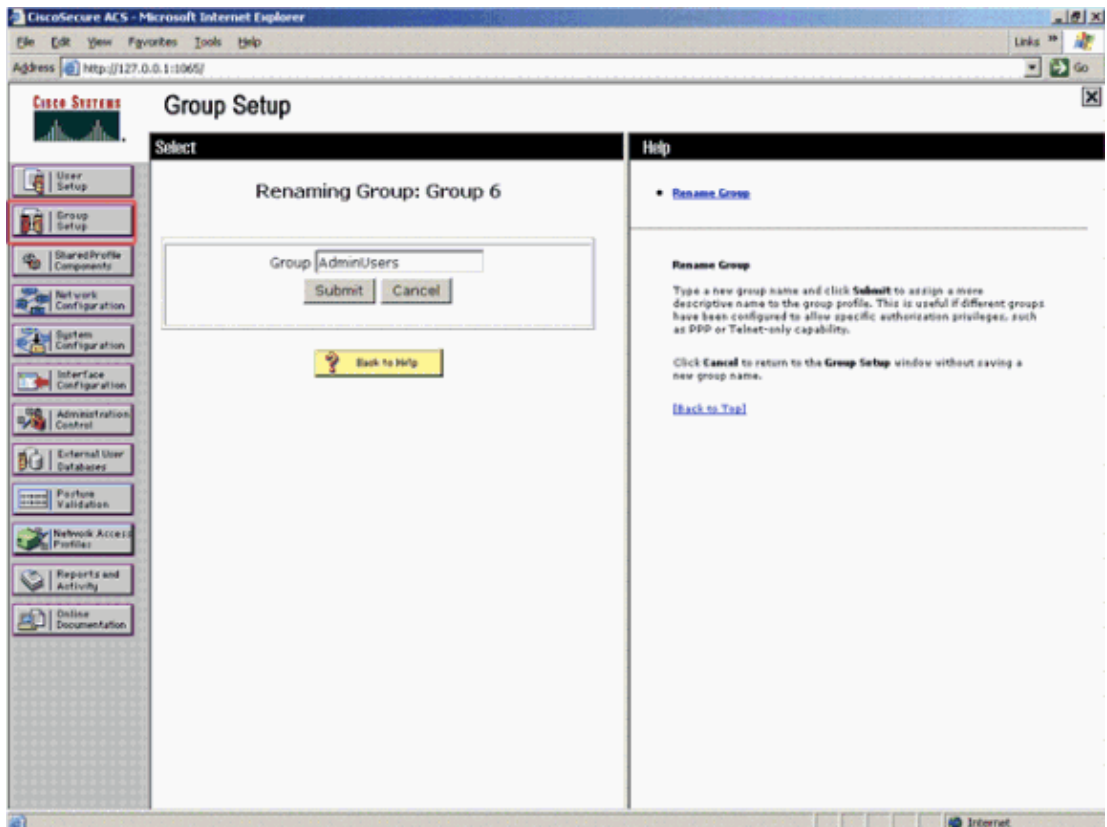 CiscoSecure ACS - Microsoft Internet Explorer
File Edit View Favorites Tools Help
Links »
Address http://127.0.0.1:1065/
Go
CISCO SYSTEMS
Group Setup
Select
Help
User
Setup
Group
Setup
Shared Profile
Components
Network
Configuration
System
Configuration
Interface
Configuration
Administration
Control
External User
Databases
Posture
Validation
Network Access
Profiles
Reports and
Activity
Online
Documentation
Renaming Group: Group 6
Group AdminUsers
Submit Cancel
? Back to Help
• Rename Group
Rename Group
Type a new group name and click Submit to assign a more
descriptive name to the group profile. This is useful if different groups
have been configured to allow specific authorization privileges, such
as PPP or Telnet-only capability.
Click Cancel to return to the Group Setup window without saving a
new group name.
[Back to Top]
Internet